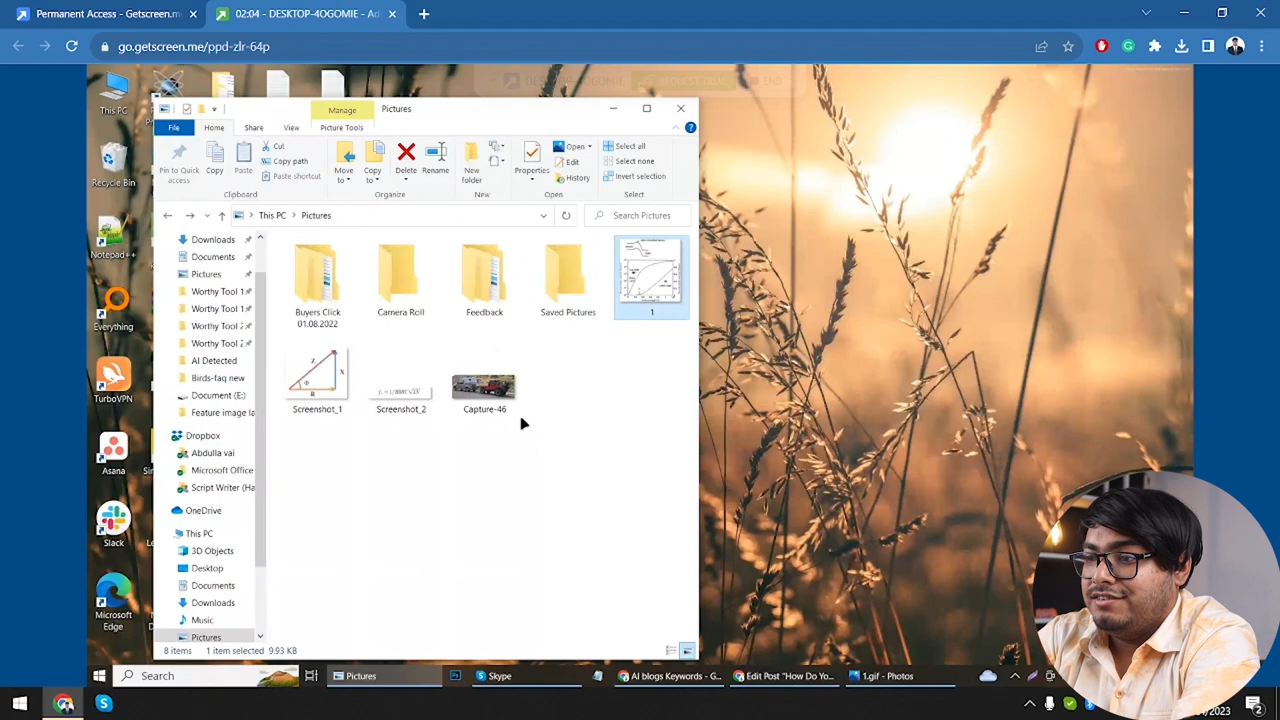 Permanent Access - Getscreen.m
02:04 - DESKTOP-4OGOMIE - Ad
go.getscreen.me/ppd-zlr-64p
DESKTOP-4OGOMIE
END
This PC
Recycle Bin
Notepad++
Everything
TurboVPN
Asana
Slack
Microsoft
Edge
Manage
Pictures
File
Home
Share
View
Picture Tools
Pin to Quick
access
Copy
Paste
Cut
Copy path
Paste shortcut
Move
to
Copy
to
Delete
Rename
New
folder
Properties
Open
Edit
History
Select all
Select none
Invert selection
Clipboard
Organize
New
Open
Select
This PC
Pictures
Search Pictures
Downloads
Documents
Pictures
Worthy Tool 1
Worthy Tool 1
Worthy Tool 2
Worthy Tool 2
AI Detected
Birds-faq new
Document (E:)
Feature image la
Dropbox
Abdulla vai
Microsoft Office
Script Writer (Ha
OneDrive
This PC
3D Objects
Desktop
Documents
Downloads
Music
Pictures
Buyers Click
01.08.2022
Camera Roll
Feedback
Saved Pictures
1
Z
X
Φ
R
Screenshot_1
Screenshot_2
Capture-46
8 items
1 item selected 9.93 KB
Search
Pictures
Skype
AI blogs Keywords - G...
Edit Post "How Do Yo...
1.gif - Photos
/2023
2